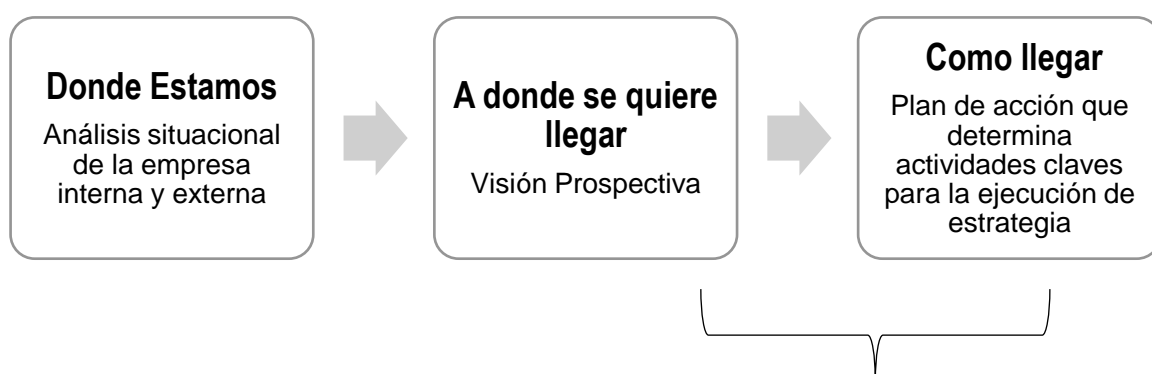 Donde Estamos
Análisis situacional
de la empresa
interna y externa
A donde se quiere
llegar
Visión Prospectiva
Como llegar
Plan de acción que
determina
actividades claves
para la ejecución de
estrategia